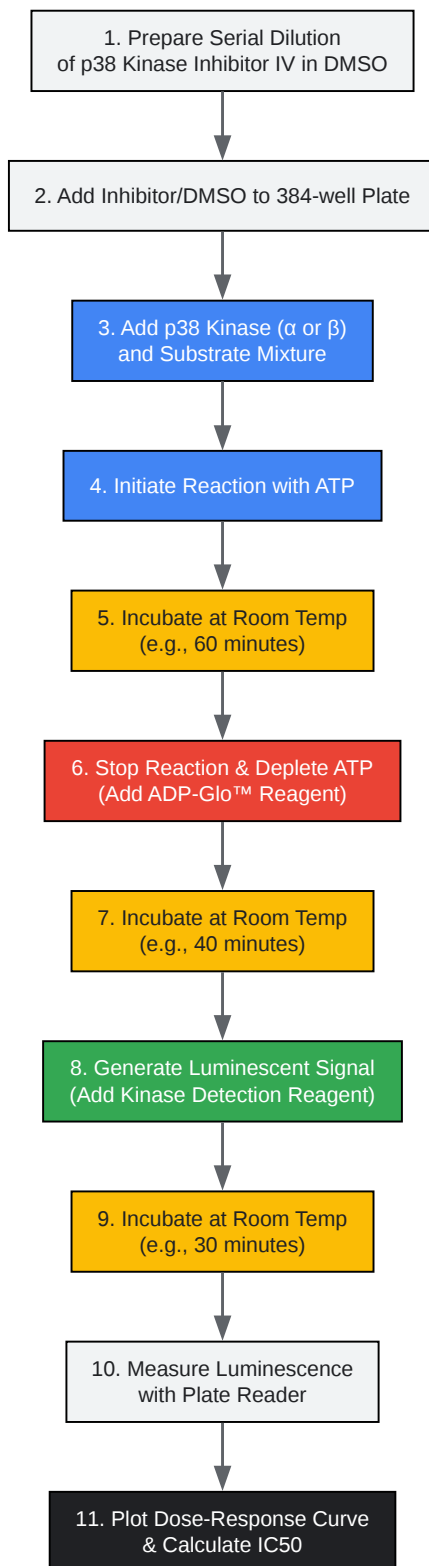 1. Prepare Serial Dilution
of p38 Kinase Inhibitor IV in DMSO
2. Add Inhibitor/DMSO to 384-well Plate
3. Add p38 Kinase (α or β)
and Substrate Mixture
4. Initiate Reaction with ATP
5. Incubate at Room Temp
(e.g., 60 minutes)
6. Stop Reaction & Deplete ATP
(Add ADP-Glo™ Reagent)
7. Incubate at Room Temp
(e.g., 40 minutes)
8. Generate Luminescent Signal
(Add Kinase Detection Reagent)
9. Incubate at Room Temp
(e.g., 30 minutes)
10. Measure Luminescence
with Plate Reader
11. Plot Dose-Response Curve
& Calculate IC50